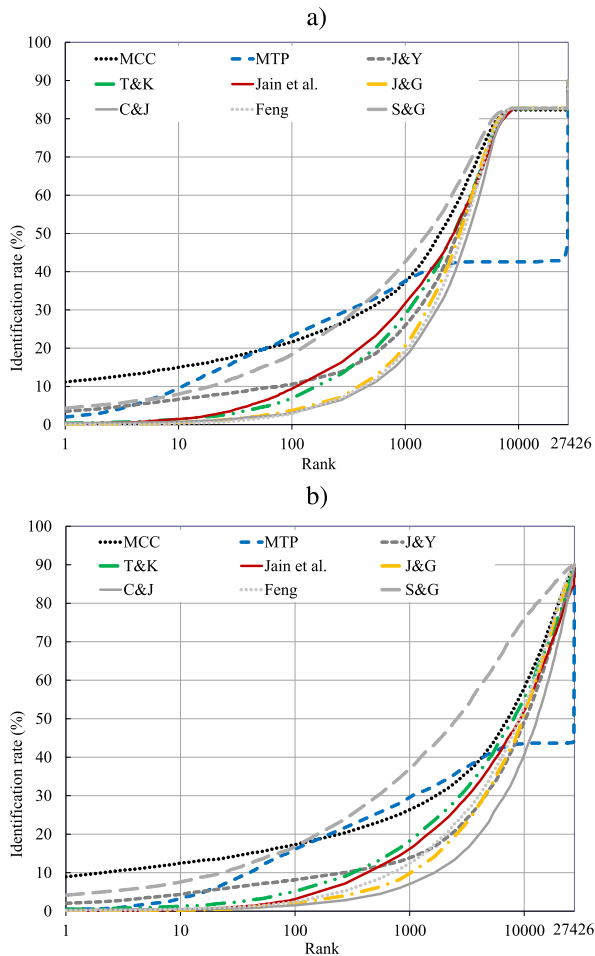 a)
100
90
80
70
60
50
40
30
20
10
0
Identification rate (%)
MCC MTP J&Y
T&K Jain et al. J&G
C&J Feng S&G
1 10 100 1000 10000 27426
Rank
b)
100
90
80
70
60
50
40
30
20
10
0
Identification rate (%)
MCC MTP J&Y
T&K Jain et al. J&G
C&J Feng S&G
1 10 100 1000 10000 27426
Rank